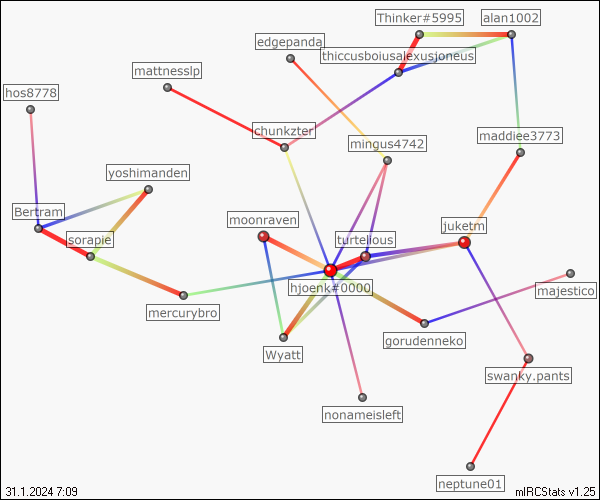 Thinker#5995
alan1002
edgepanda
thiccusboiusalexusjoneus
mattnesslp
hos8778
chunkzter
mingus4742
maddiee3773
yoshimanden
Bertram
moonraven
juketm
sorapie
turtellous
hjoenk#0000
majestico
mercurybro
gorudenneko
Wyatt
swanky.pants
nonameisleft
neptune01
31.1.2024 7:09
mIRCStats v1.25